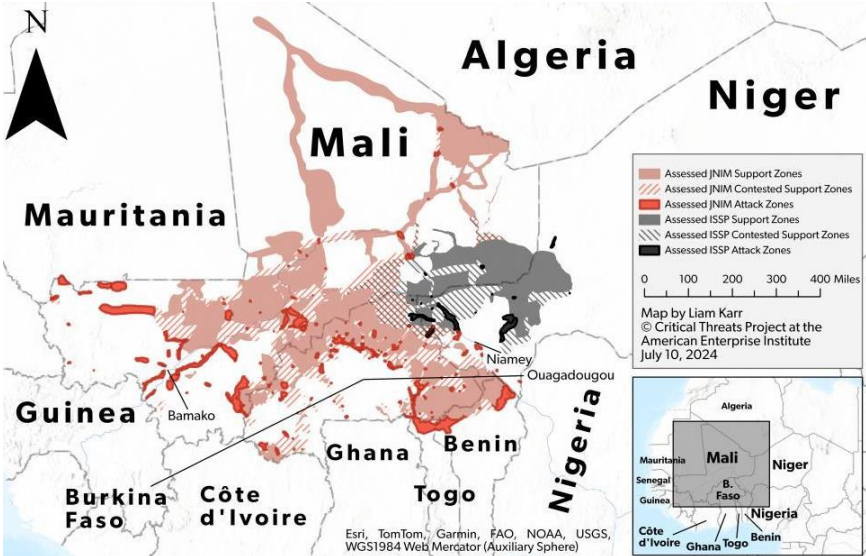 N
Algeria
Niger
Mali
Mauritania
Assessed JNIM Support Zones
Assessed JNIM Contested Support Zones
Assessed JNIM Attack Zones
Assessed ISSP Support Zones
Assessed ISSP Contested Support Zones
Assessed ISSP Attack Zones
0 100 200 300 400 Miles
Map by Liam Karr
© Critical Threats Project at the
American Enterprise Institute
July 10, 2024
Niamey
Ouagadougou
Bamako
Guinea
Ghana
Benin
Nigeria
Burkina
Faso
Côte
d'Ivoire
Togo
Esri, TomTom, Garmin, FAO, NOAA, USGS,
WGS1984 Web Mercator (Auxiliary Sphere)
Algeria
Mauritania
Mali
Niger
Senegal
B.
Faso
Guinea
Nigeria
Côte
d'Ivoire
Ghana
Togo
Benin